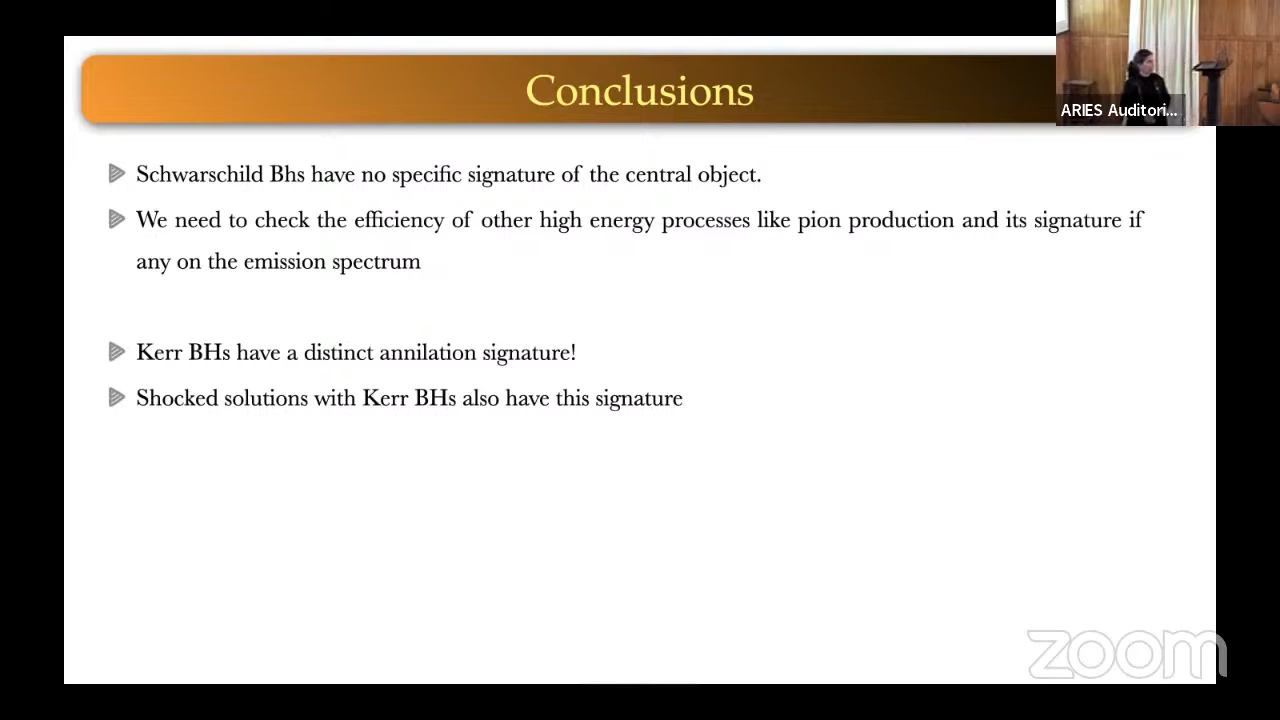 Conclusions
ARIES Auditori...
Schwarschild Bhs have no specific signature of the central object.
We need to check the efficiency of other high energy processes like pion production and its signature if
any on the emission spectrum
Kerr BHs have a distinct annilation signature!
Shocked solutions with Kerr BHs also have this signature
zoom